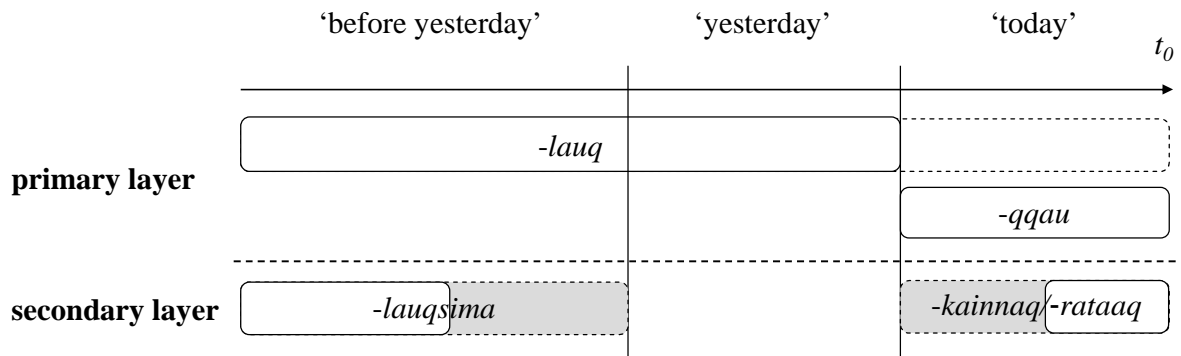 ‘before yesterday’ ‘yesterday’ ‘today’
t0
-lauq
primary layer
-qqau
secondary layer -lauqsima -kainnaq/-rataaq